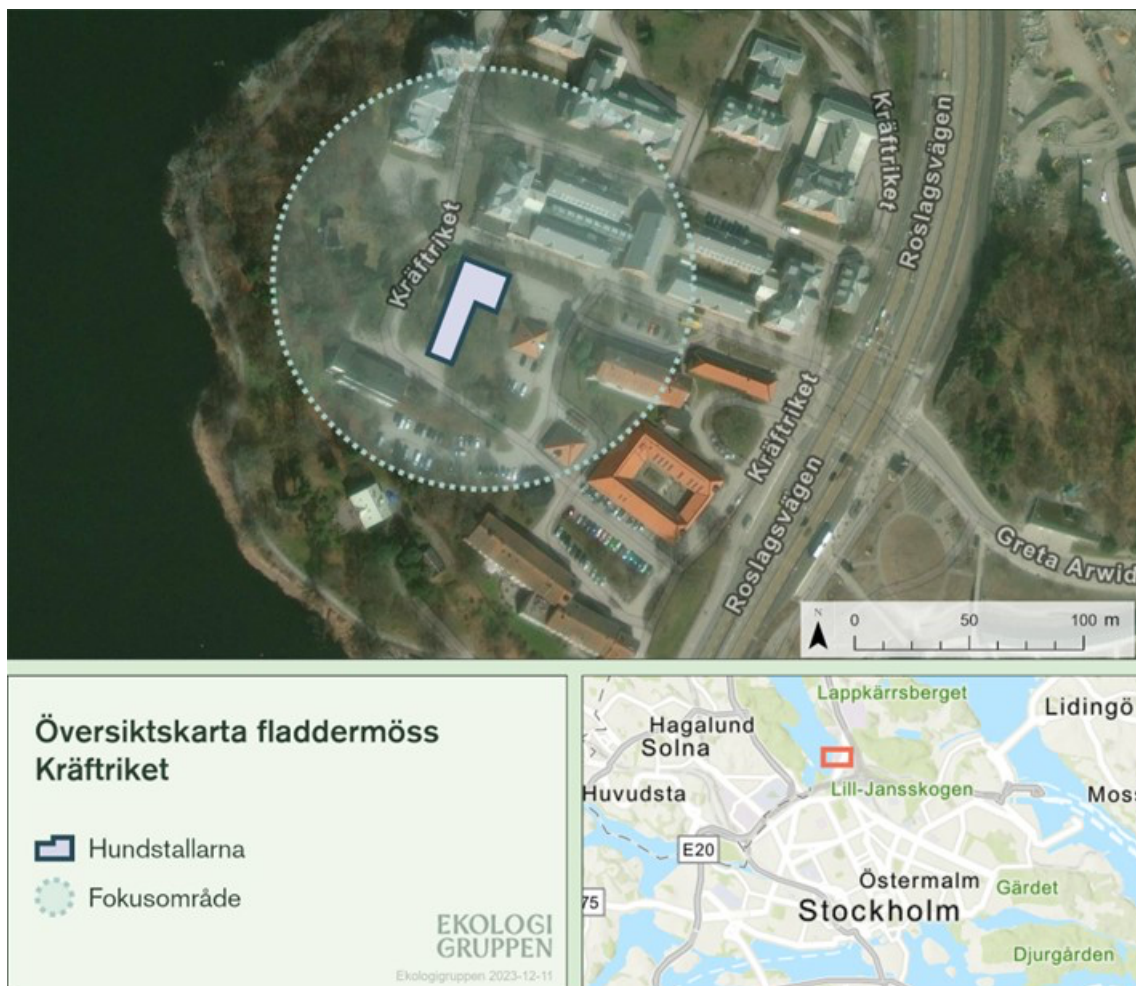 Kräftriket
Roslagsvägen
Kräftriket
Kräftriket
Roslagsvägen
Greta Arwid
N
0 50 100 m
Översiktskarta fladdermöss
Kräftriket
Hundstallarna
Fokusområde
EKOLOGI
GRUPPEN
Ekologigruppen 2023-12-11
Lappkärrsberget
Lidingö
Hagalund
Solna
Huvudsta
Lill-Jansskogen
Moss
E20
Östermalm
Gärdet
75
Stockholm
Djurgården